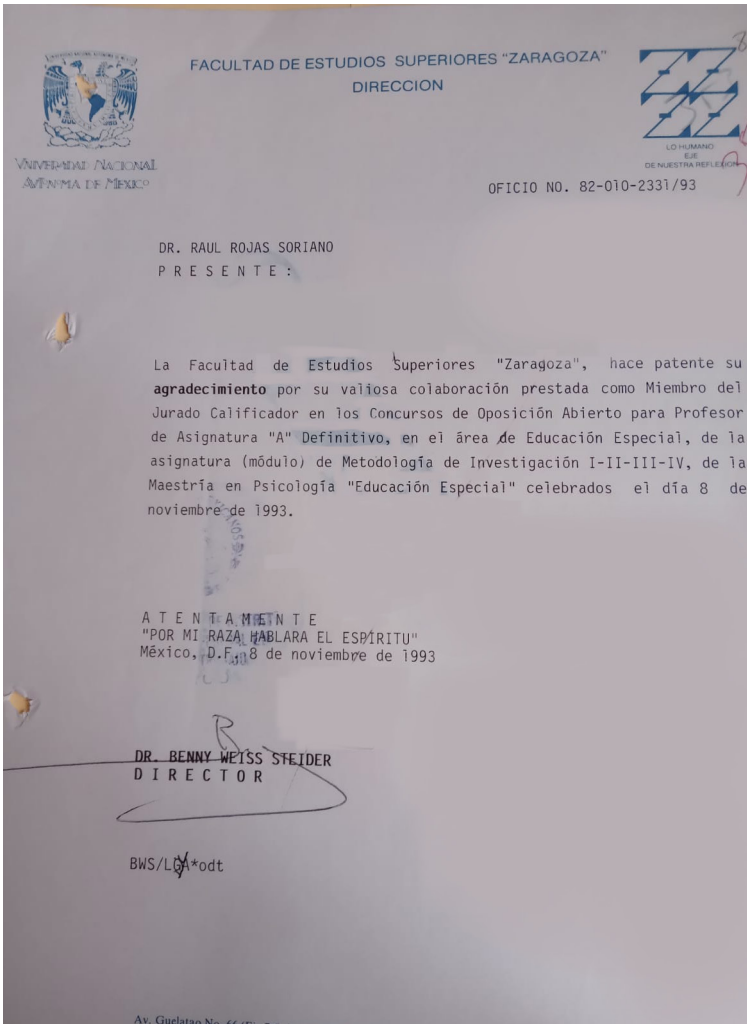 FACULTAD DE ESTUDIOS SUPERIORES "ZARAGOZA"
DIRECCION
VNIVERDAD NACIONAL
AVFNᴍA DE MEXICº
LO HUMANO
EJE
DE NUESTRA REFLEXION
OFICIO NO. 82-010-2331/93
DR. RAUL ROJAS SORIANO
P R E S E N T E :
La Facultad de Estudios Superiores "Zaragoza", hace patente su
agradecimiento por su valiosa colaboración prestada como Miembro del
Jurado Calificador en los Concursos de Oposición Abierto para Profesor
de Asignatura "A" Definitivo, en el área de Educación Especial, de la
asignatura (módulo) de Metodología de Investigación I-II-III-IV, de la
Maestría en Psicología "Educación Especial" celebrados el día 8 de
noviembre de 1993.
A T E N T A M E N T E
"POR MI RAZA HABLARA EL ESPÍRITU"
México, D.F. 8 de noviembre de 1993
DR. BENNY WEISS STEIDER
D I R E C T O R
BWS/LGA*odt
Av. Guelatao No.